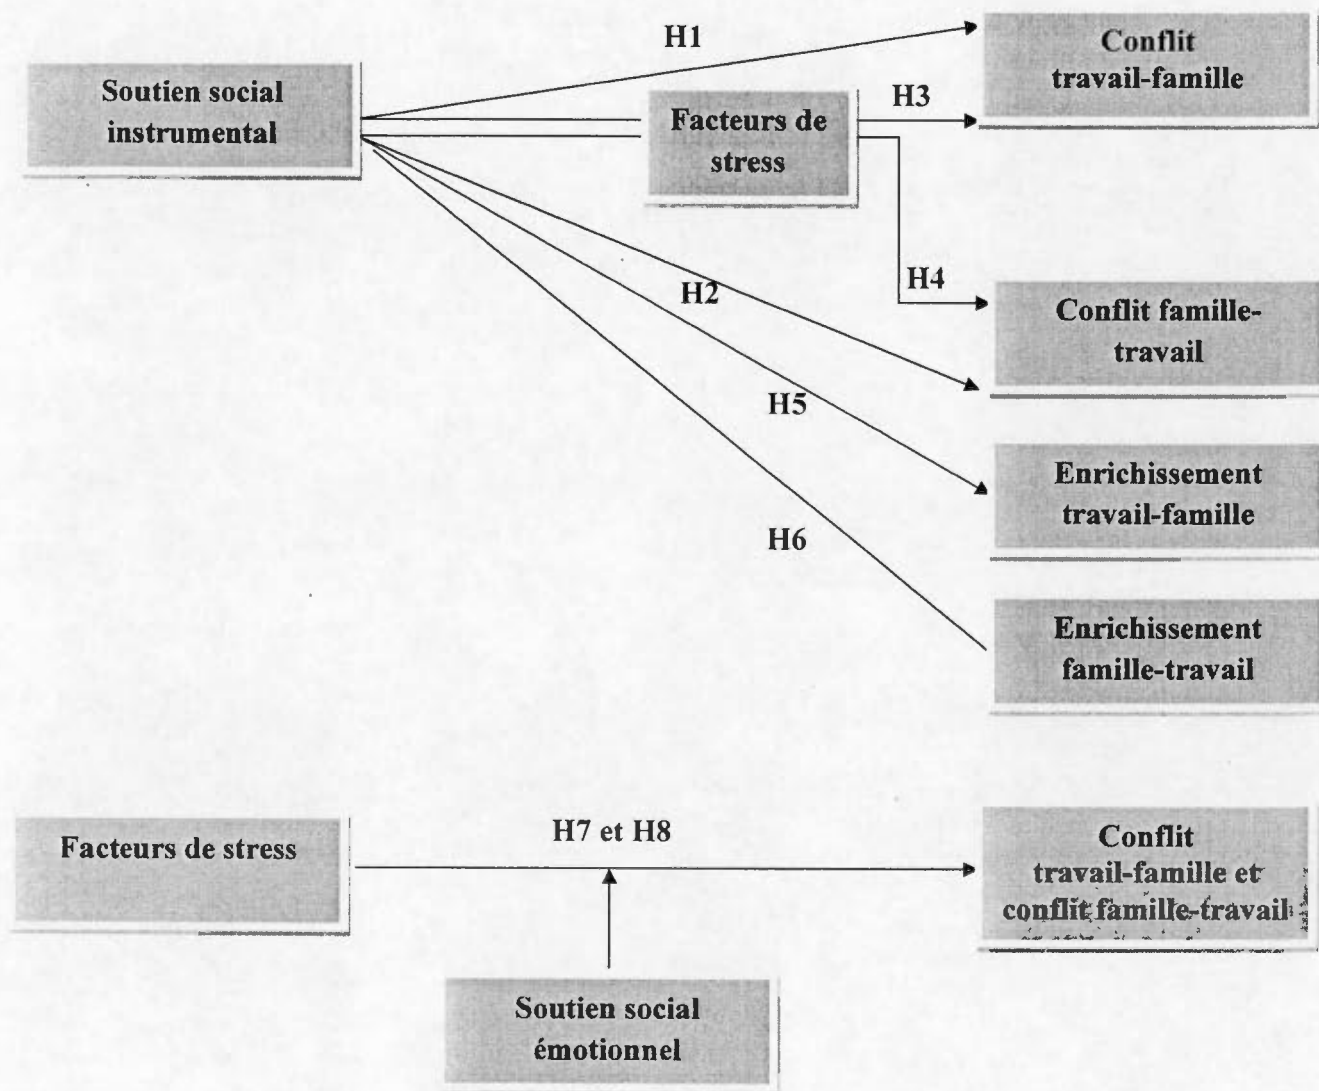 H1
Conflit
travail-famille
Soutien social
instrumental
Facteurs de
stress
H3
H4
H2
Conflit famille-
travail
H5
Enrichissement
travail-famille
H6
Enrichissement
famille-travail
Facteurs de stress
H7 et H8
Conflit
travail-famille et
conflit famille-travail
Soutien social
émotionnel